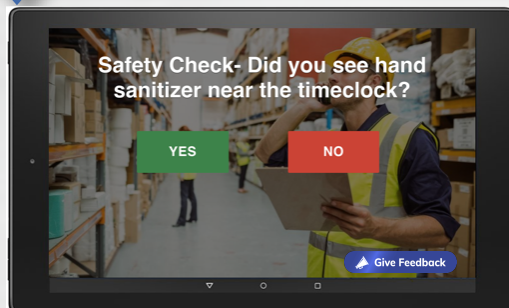 Safety Check- Did you see hand
sanitizer near the timeclock?
YES
NO
Give Feedback